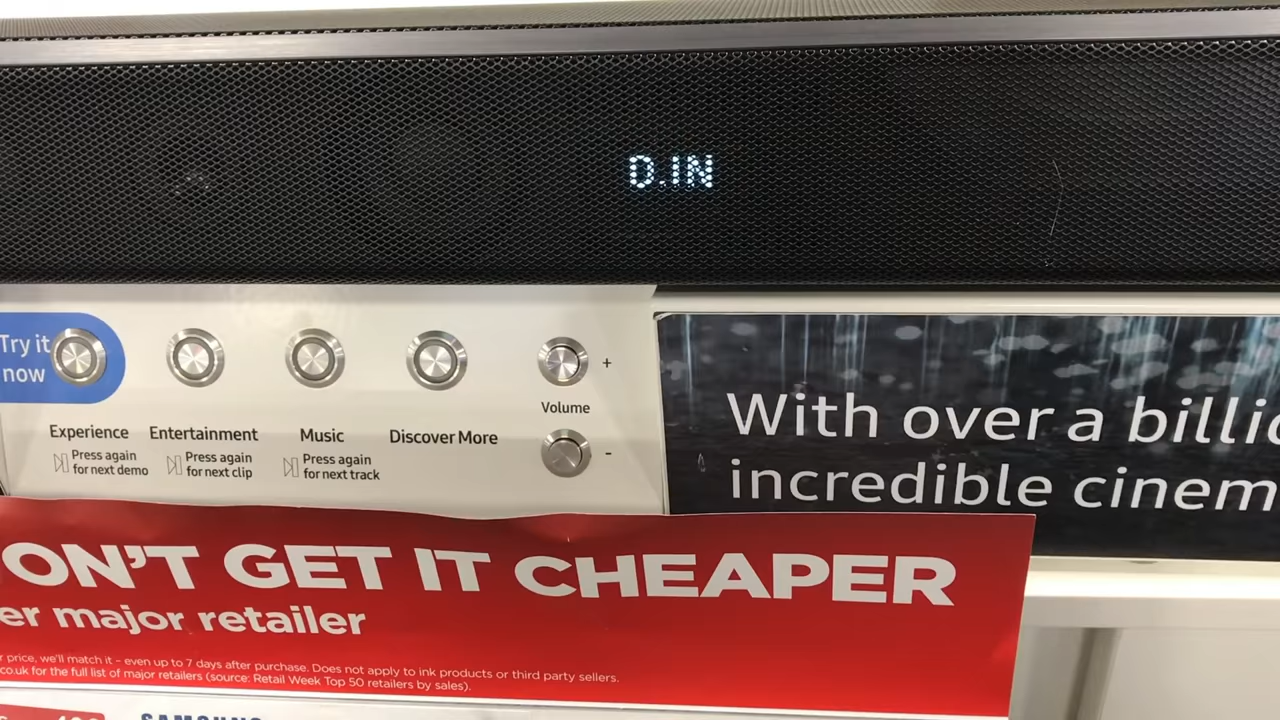 D.IN
Try it
now
+
Volume
-
Experience
Press again
for next demo
Entertainment
Press again
for next clip
Music
Press again
for next track
Discover More
With over a billio
incredible cinem
ON'T GET IT CHEAPER
er major retailer
r price, we'll match it - even up to 7 days after purchase. Does not apply to ink products or third party sellers.
co.uk for the full list of major retailers (source: Retail Week Top 50 retailers by sales).
SAMSUNG